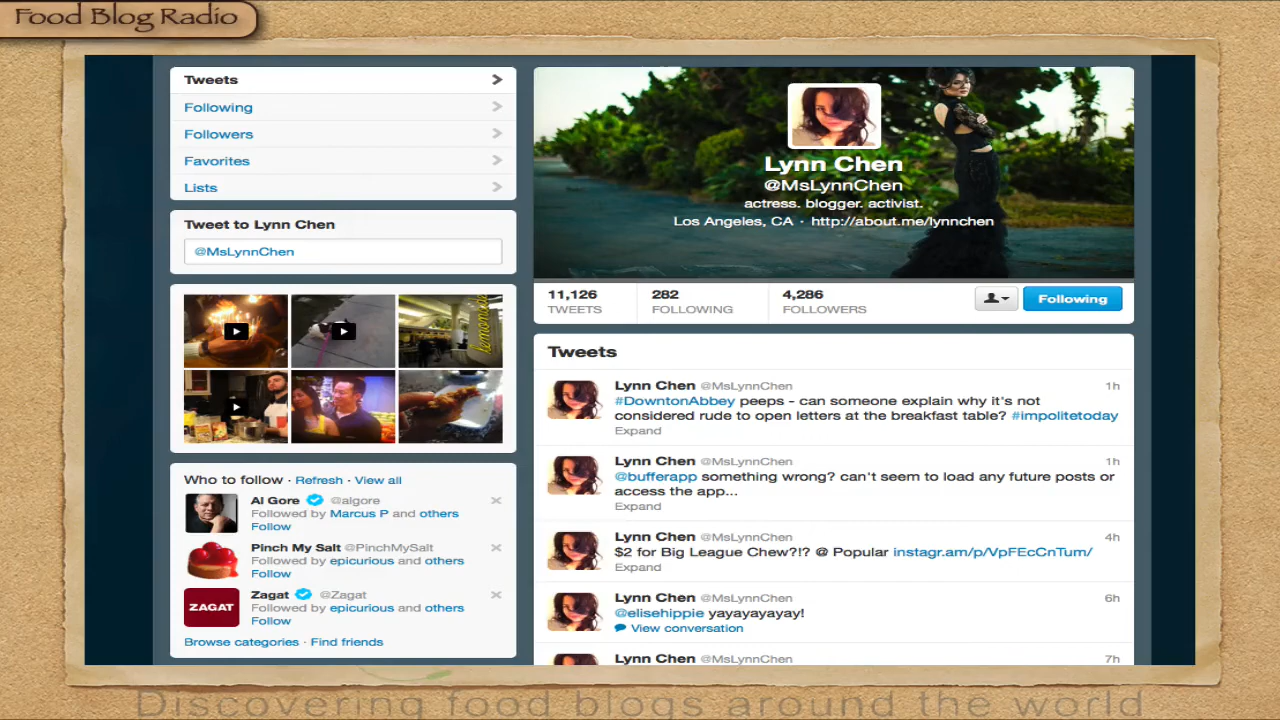 Food Blog Radio
Tweets
Following
Followers
Favorites
Lists
Tweet to Lynn Chen
@MsLynnChen
lemonade
Who to follow · Refresh · View all
Al Gore @algore
Followed by Marcus P and others
Follow
Pinch My Salt @PinchMySalt
Followed by epicurious and others
Follow
ZAGAT
Zagat @Zagat
Followed by epicurious and others
Follow
Browse categories · Find friends
Lynn Chen
@MsLynnChen
actress. blogger. activist.
Los Angeles, CA · http://about.me/lynnchen
11,126
TWEETS
282
FOLLOWING
4,286
FOLLOWERS
Following
Tweets
Lynn Chen @MsLynnChen 1h
#DowntonAbbey peeps - can someone explain why it's not
considered rude to open letters at the breakfast table? #impolitetoday
Expand
Lynn Chen @MsLynnChen 1h
@bufferapp something wrong? can't seem to load any future posts or
access the app...
Expand
Lynn Chen @MsLynnChen 4h
$2 for Big League Chew?!? @ Popular instagr.am/p/VpFEcCnTum/
Expand
Lynn Chen @MsLynnChen 6h
@elisehippie yayayayayay!
View conversation
Lynn Chen @MsLynnChen 7h
Discovering food blogs around the world